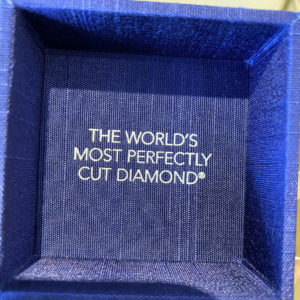 THE WORLD'S
MOST PERFECTLY
CUT DIAMOND®